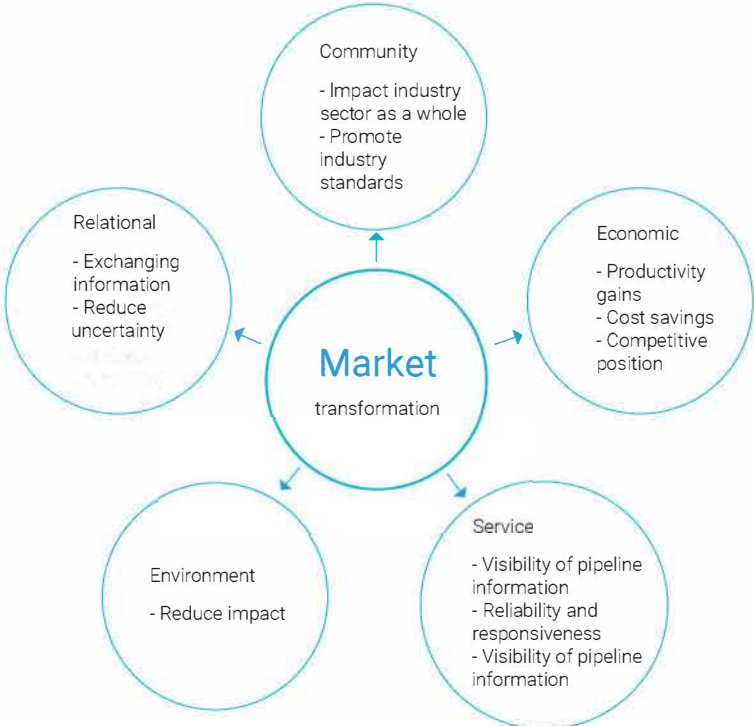 Community
- Impact industry
sector as a whole
- Promote
industry
standards
Relational
- Exchanging
information
- Reduce
uncertainty
Economic
- Productivity
gains
- Cost savings
- Competitive
position
Market
transformation
Environment
- Reduce impact
Service
- Visibility of pipeline
information
- Reliability and
responsiveness
- Visibility of pipeline
information